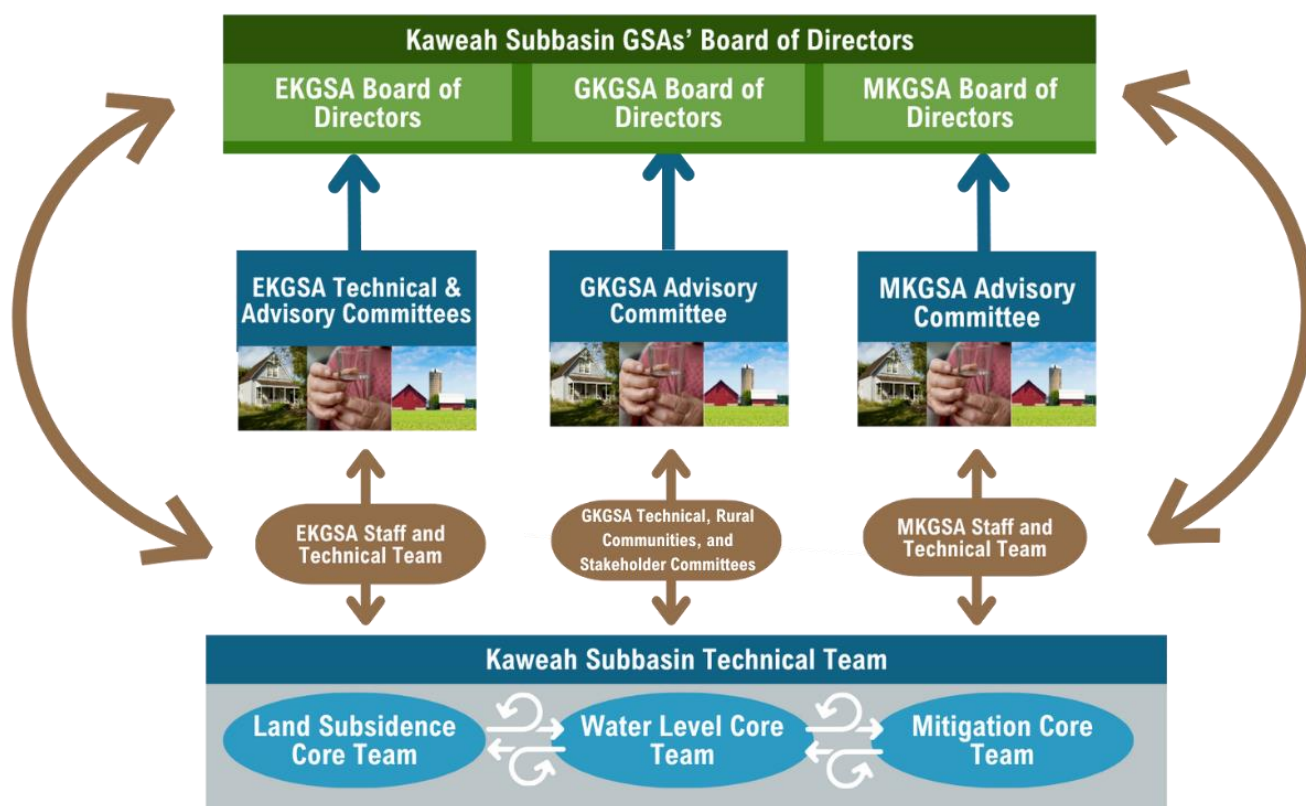 Kaweah Subbasin GSAs' Board of Directors
EKGSA Board of
Directors
GKGSA Board of
Directors
MKGSA Board of
Directors
EKGSA Technical &
Advisory Committees
GKGSA Advisory
Committee
MKGSA Advisory
Committee
EKGSA Staff and
Technical Team
GKGSA Technical, Rural
Communities, and
Stakeholder Committees
MKGSA Staff and
Technical Team
Kaweah Subbasin Technical Team
Land Subsidence
Core Team
Water Level Core
Team
Mitigation Core
Team